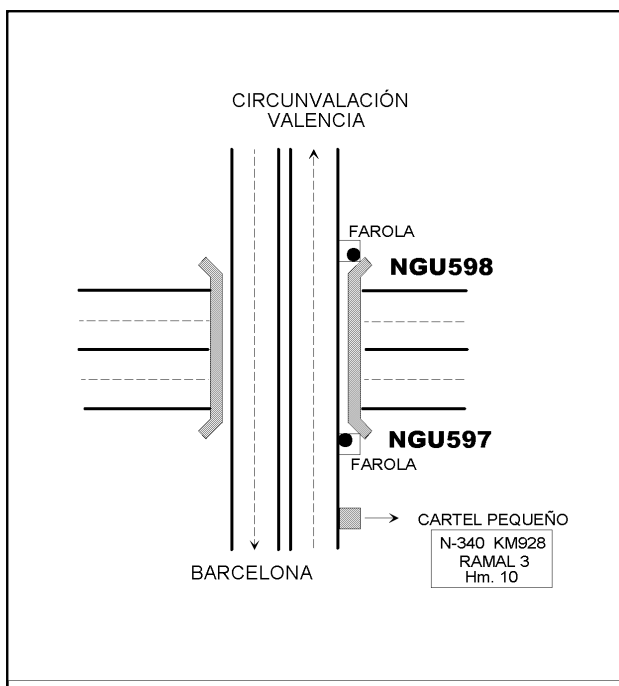 CIRCUNVALACIÓN
VALENCIA
FAROLA
NGU598
NGU597
FAROLA
CARTEL PEQUEÑO
N-340 KM928
RAMAL 3
Hm. 10
BARCELONA